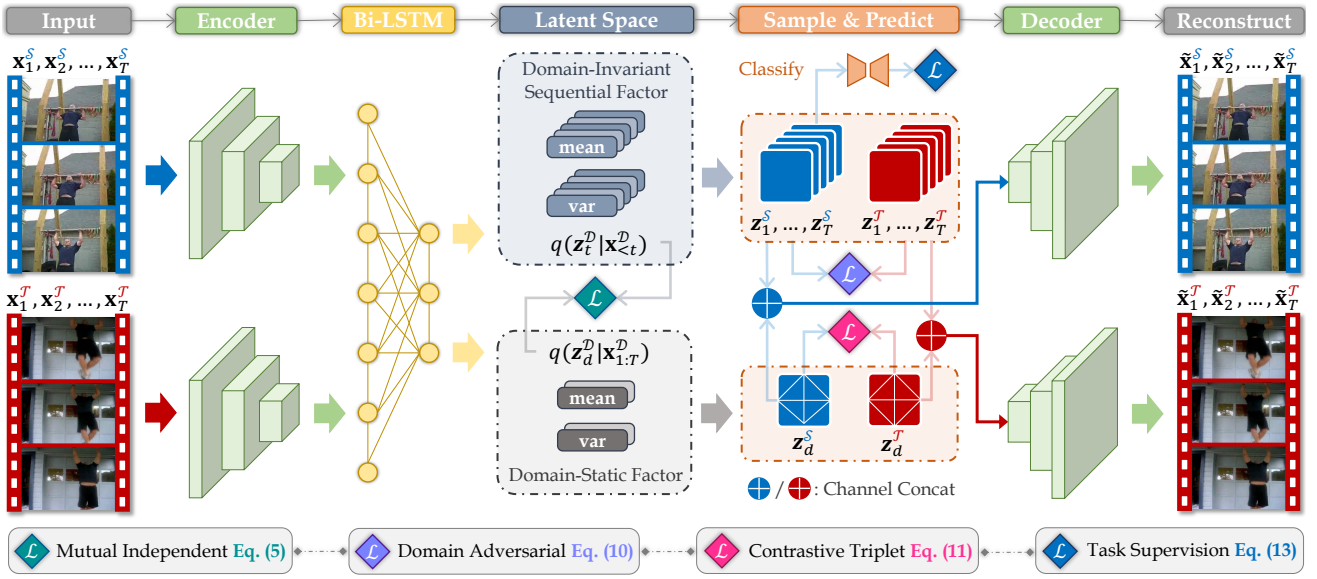 Input
Encoder
Bi-LSTM
Latent Space
Sample & Predict
Decoder
Reconstruct
𝐱₁^𝒮, 𝐱₂^𝒮, …, 𝐱_T^𝒮
𝐱₁^𝒯, 𝐱₂^𝒯, …, 𝐱_T^𝒯
Domain-Invariant
Sequential Factor
mean
var
q(𝒛_t^𝒟|𝐱_{<t}^𝒟)
ℒ
q(𝒛_d^𝒟|𝐱_{1:T}^𝒟)
mean
var
Domain-Static Factor
Classify
ℒ
𝒛₁^𝒮, …, 𝒛_T^𝒮
𝒛₁^𝒯, …, 𝒛_T^𝒯
ℒ
ℒ
𝒛_d^𝒮
𝒛_d^𝒯
/ : Channel Concat
𝐱̃₁^𝒮, 𝐱̃₂^𝒮, …, 𝐱̃_T^𝒮
𝐱̃₁^𝒯, 𝐱̃₂^𝒯, …, 𝐱̃_T^𝒯
ℒ Mutual Independent Eq. (5)
ℒ Domain Adversarial Eq. (10)
ℒ Contrastive Triplet Eq. (11)
ℒ Task Supervision Eq. (13)